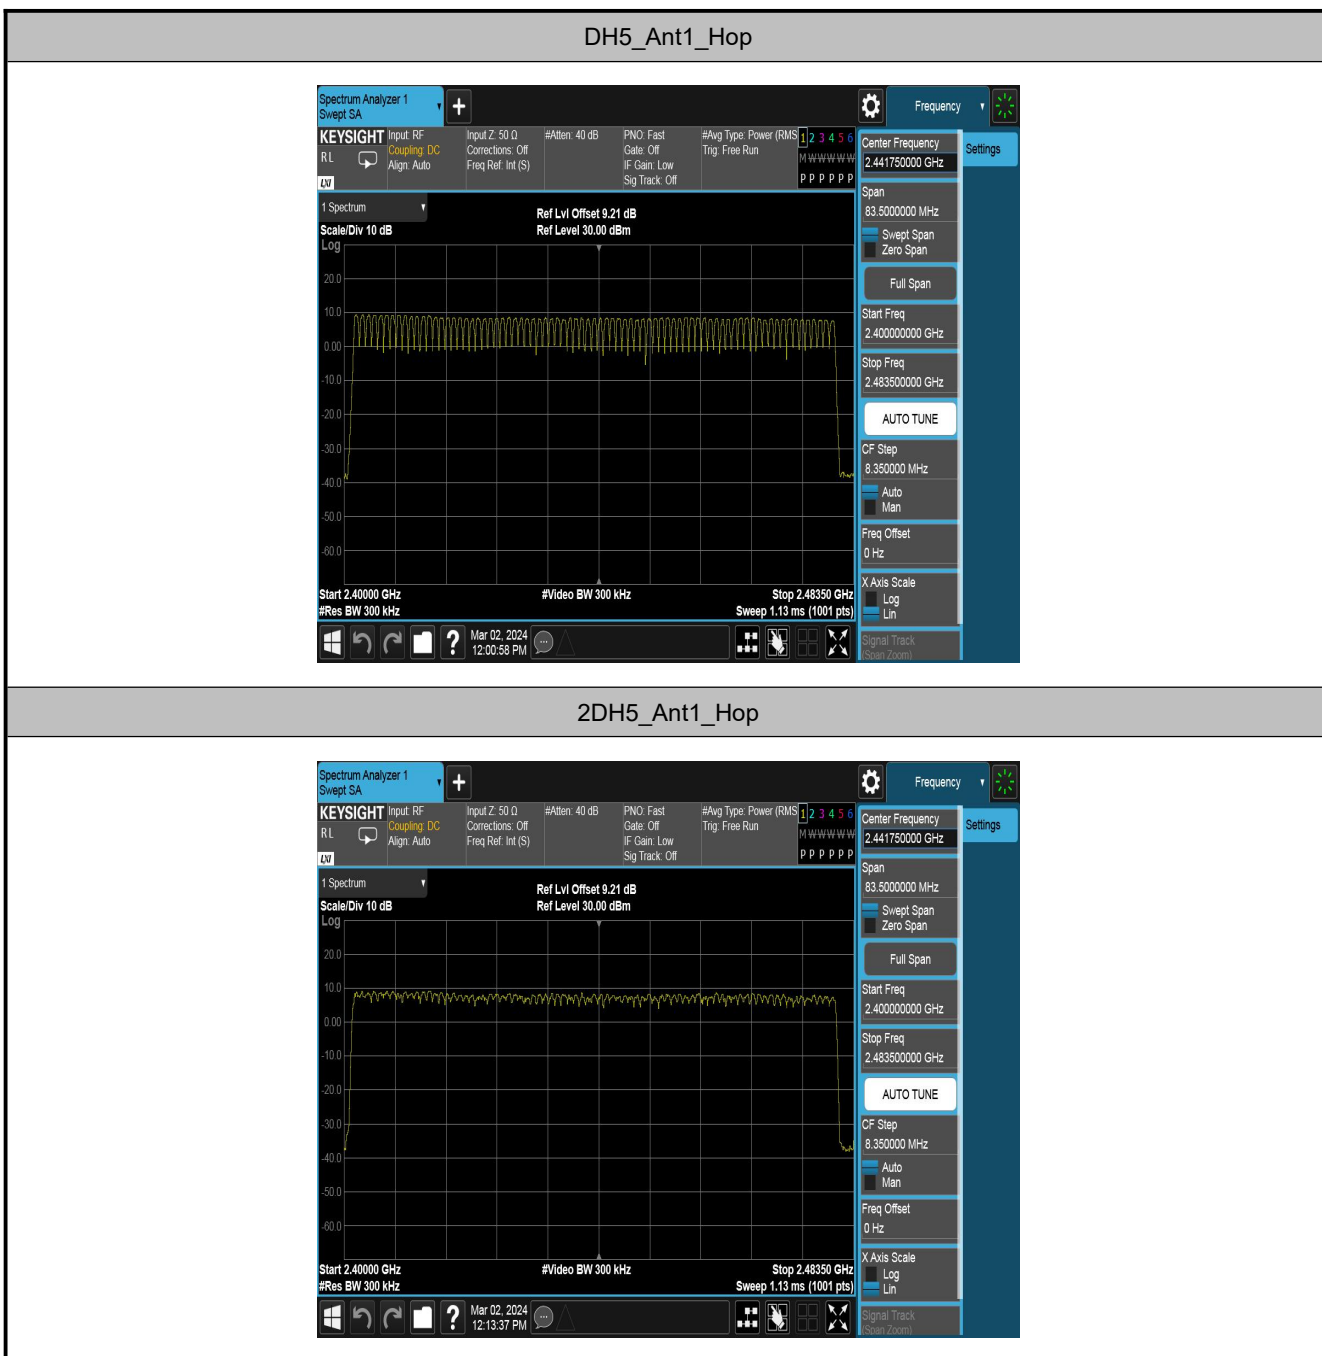 DH5_Ant1_Hop
Spectrum Analyzer 1
Swept SA
Frequency
KEYSIGHT
RL
LXI
Input: RF
Coupling: DC
Align: Auto
Input Z: 50 Ω
Corrections: Off
Freq Ref: Int (S)
#Atten: 40 dB
PNO: Fast
Gate: Off
IF Gain: Low
Sig Track: Off
#Avg Type: Power (RMS
Trig: Free Run
1 2 3 4 5 6
M W W W W W
P P P P P P
Center Frequency
2.441750000 GHz
Settings
Span
83.5000000 MHz
Swept Span
Zero Span
Full Span
Start Freq
2.400000000 GHz
Stop Freq
2.483500000 GHz
AUTO TUNE
CF Step
8.350000 MHz
Auto
Man
Freq Offset
0 Hz
X Axis Scale
Log
Lin
Signal Track
(Span Zoom)
1 Spectrum
Scale/Div 10 dB
Log
Ref Lvl Offset 9.21 dB
Ref Level 30.00 dBm
20.0
10.0
0.00
-10.0
-20.0
-30.0
-40.0
-50.0
-60.0
Start 2.40000 GHz
#Res BW 300 kHz
#Video BW 300 kHz
Stop 2.48350 GHz
Sweep 1.13 ms (1001 pts)
Mar 02, 2024
12:00:58 PM
2DH5_Ant1_Hop
Spectrum Analyzer 1
Swept SA
Frequency
KEYSIGHT
RL
LXI
Input: RF
Coupling: DC
Align: Auto
Input Z: 50 Ω
Corrections: Off
Freq Ref: Int (S)
#Atten: 40 dB
PNO: Fast
Gate: Off
IF Gain: Low
Sig Track: Off
#Avg Type: Power (RMS
Trig: Free Run
1 2 3 4 5 6
M W W W W W
P P P P P P
Center Frequency
2.441750000 GHz
Settings
Span
83.5000000 MHz
Swept Span
Zero Span
Full Span
Start Freq
2.400000000 GHz
Stop Freq
2.483500000 GHz
AUTO TUNE
CF Step
8.350000 MHz
Auto
Man
Freq Offset
0 Hz
X Axis Scale
Log
Lin
Signal Track
(Span Zoom)
1 Spectrum
Scale/Div 10 dB
Log
Ref Lvl Offset 9.21 dB
Ref Level 30.00 dBm
20.0
10.0
0.00
-10.0
-20.0
-30.0
-40.0
-50.0
-60.0
Start 2.40000 GHz
#Res BW 300 kHz
#Video BW 300 kHz
Stop 2.48350 GHz
Sweep 1.13 ms (1001 pts)
Mar 02, 2024
12:13:37 PM